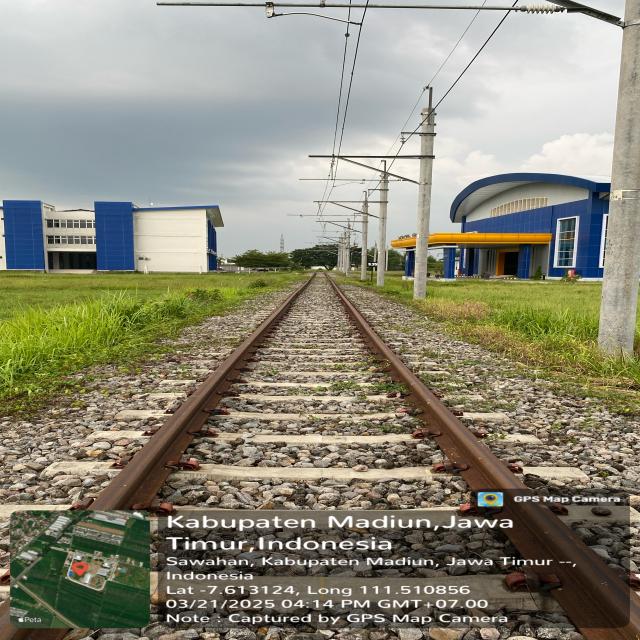 GPS Map Camera
Kabupaten Madiun,Jawa
Timur,Indonesia
Sawahan, Kabupaten Madiun, Jawa Timur --,
Indonesia
Lat -7.613124, Long 111.510856
03/21/2025 04:14 PM GMT+07.00
Note : Captured by GPS Map Camera
Peta